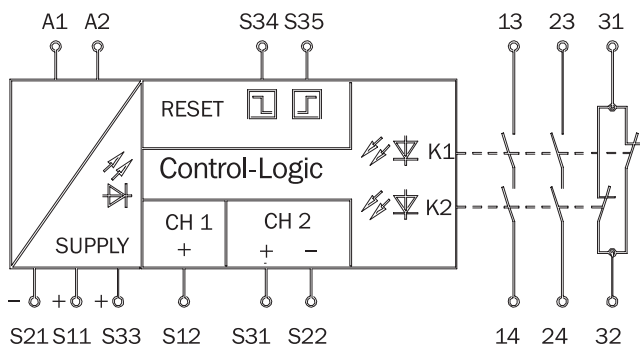 A1 A2 S34 S35 13 23 31
RESET
Control-Logic
K1
K2
CH 1 CH 2
SUPPLY
+ + −
− + +
S21 S11 S33 S12 S31 S22 14 24 32